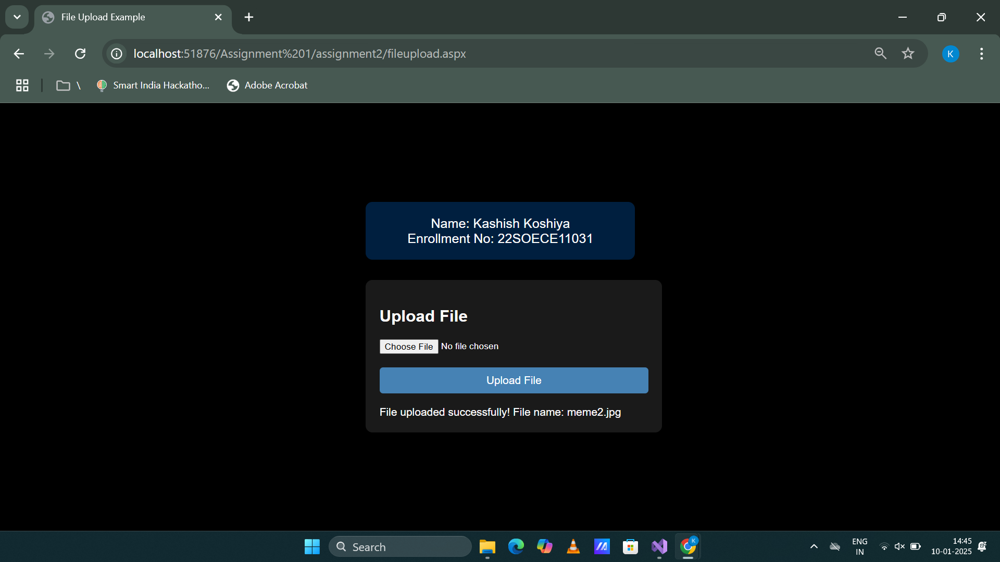 File Upload Example
localhost:51876/Assignment%201/assignment2/fileupload.aspx
K
\
Smart India Hackatho...
Adobe Acrobat
Name: Kashish Koshiya
Enrollment No: 22SOECE11031
Upload File
Choose File No file chosen
Upload File
File uploaded successfully! File name: meme2.jpg
Search
K
ENG
IN
14:45
10-01-2025